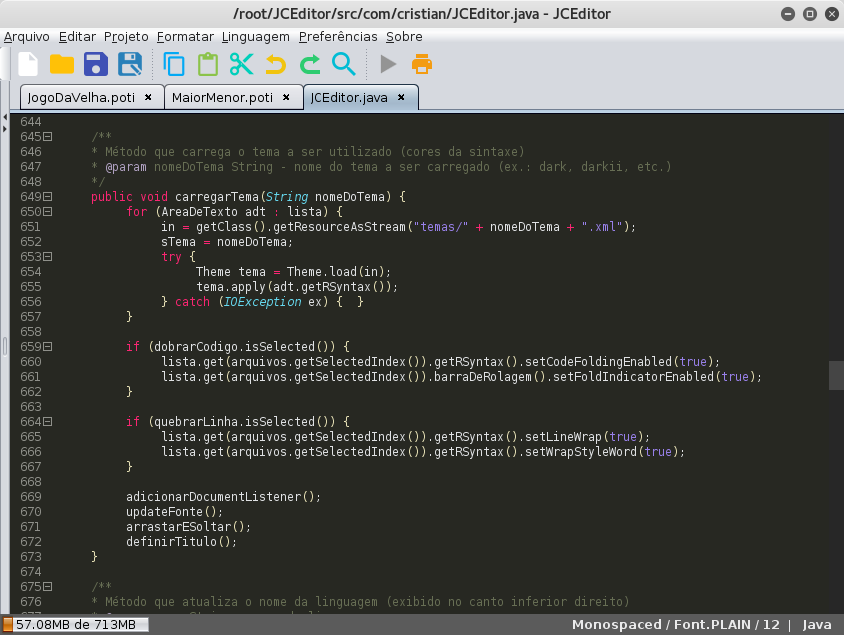 /root/JCEditor/src/com/cristian/JCEditor.java - JCEditor
Arquivo Editar Projeto Formatar Linguagem Preferências Sobre
JogoDaVelha.poti × MaiorMenor.poti × JCEditor.java ×
644
645 /**
646 * Método que carrega o tema a ser utilizado (cores da sintaxe)
647 * @param nomeDoTema String - nome do tema a ser carregado (ex.: dark, darkii, etc.)
648 */
649 public void carregarTema(String nomeDoTema) {
650 for (AreaDeTexto adt : lista) {
651 in = getClass().getResourceAsStream("temas/" + nomeDoTema + ".xml");
652 sTema = nomeDoTema;
653 try {
654 Theme tema = Theme.load(in);
655 tema.apply(adt.getRSyntax());
656 } catch (IOException ex) { }
657 }
658
659 if (dobrarCodigo.isSelected()) {
660 lista.get(arquivos.getSelectedIndex()).getRSyntax().setCodeFoldingEnabled(true);
661 lista.get(arquivos.getSelectedIndex()).barraDeRolagem().setFoldIndicatorEnabled(true);
662 }
663
664 if (quebrarLinha.isSelected()) {
665 lista.get(arquivos.getSelectedIndex()).getRSyntax().setLineWrap(true);
666 lista.get(arquivos.getSelectedIndex()).getRSyntax().setWrapStyleWord(true);
667 }
668
669 adicionarDocumentListener();
670 updateFonte();
671 arrastarESoltar();
672 definirTitulo();
673 }
674
675 /**
676 * Método que atualiza o nome da linguagem (exibido no canto inferior direito)
57.08MB de 713MB Monospaced / Font.PLAIN / 12 | Java